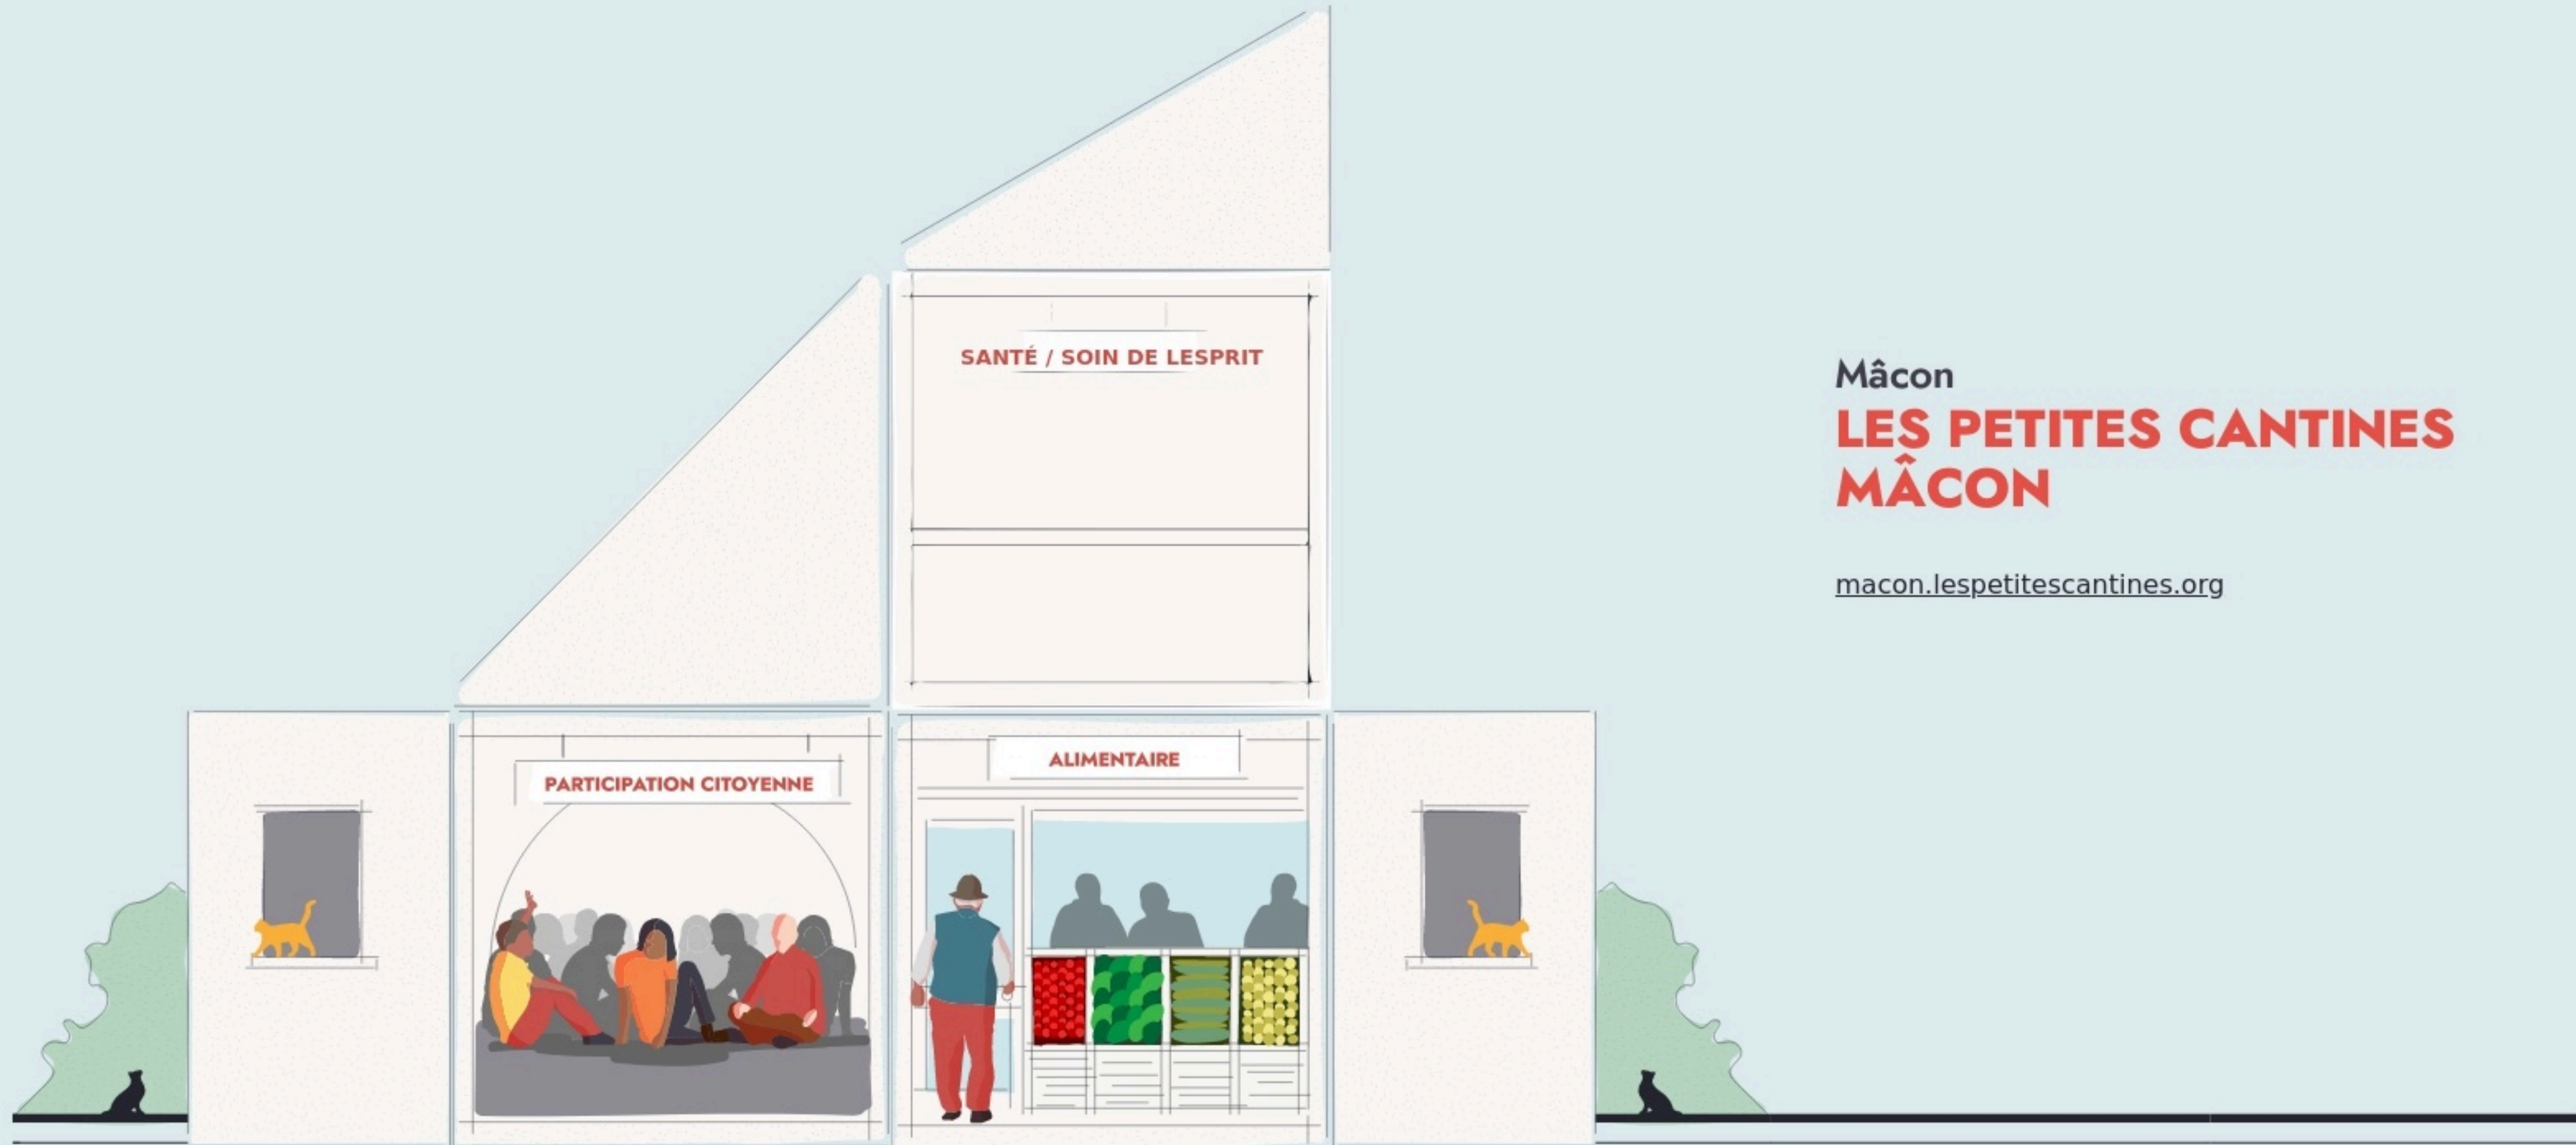 SANTÉ / SOIN DE LESPRIT
PARTICIPATION CITOYENNE
ALIMENTAIRE
Mâcon
LES PETITES CANTINES
MÂCON
macon.lespetitescantines.org